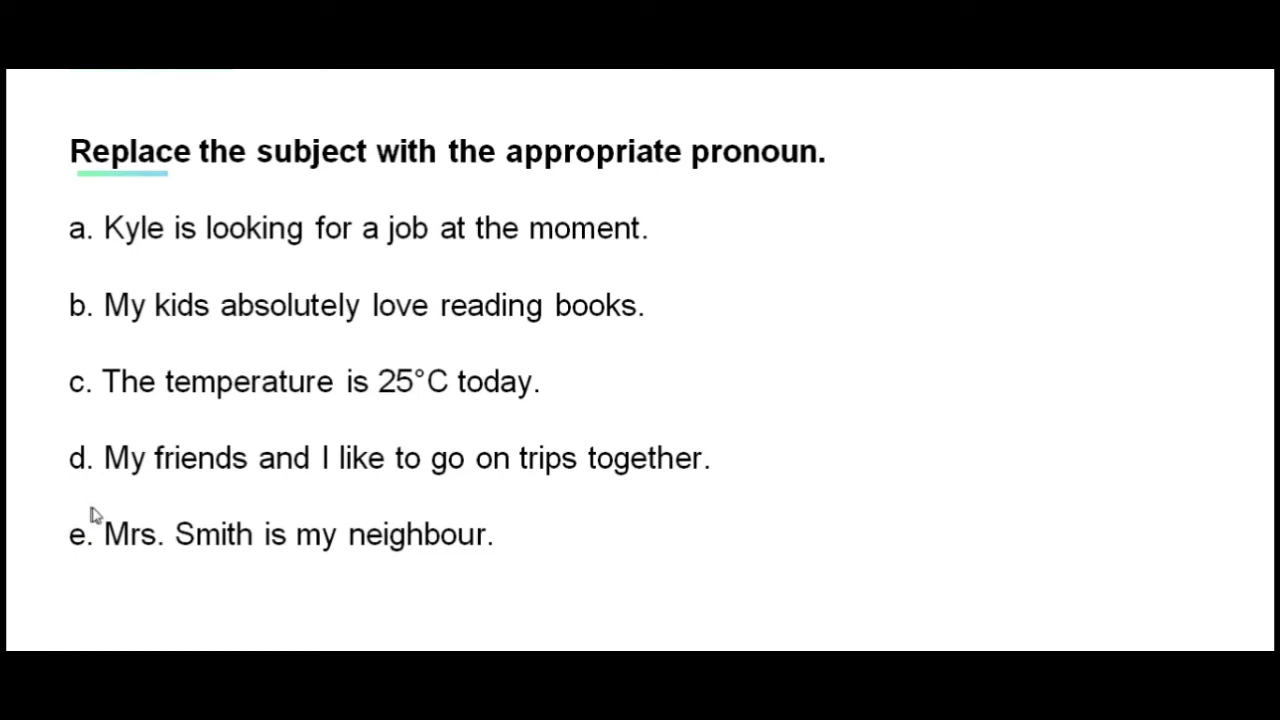 Replace the subject with the appropriate pronoun.
a. Kyle is looking for a job at the moment.
b. My kids absolutely love reading books.
c. The temperature is 25°C today.
d. My friends and I like to go on trips together.
e. Mrs. Smith is my neighbour.